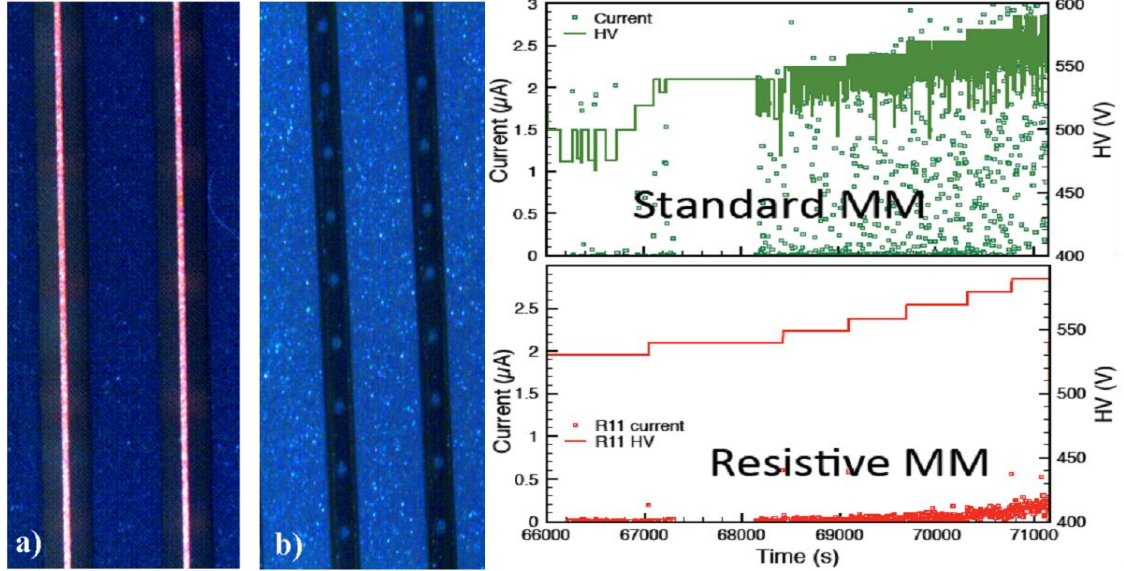 a)
b)
3
2.5
2
1.5
1
0.5
0
Current (µA)
Current
HV
Standard MM
600
550
500
450
400
HV (V)
2.5
2
1.5
1
0.5
0
Current (µA)
R11 current
R11 HV
Resistive MM
550
500
450
400
HV (V)
66000 67000 68000 69000 70000 71000
Time (s)